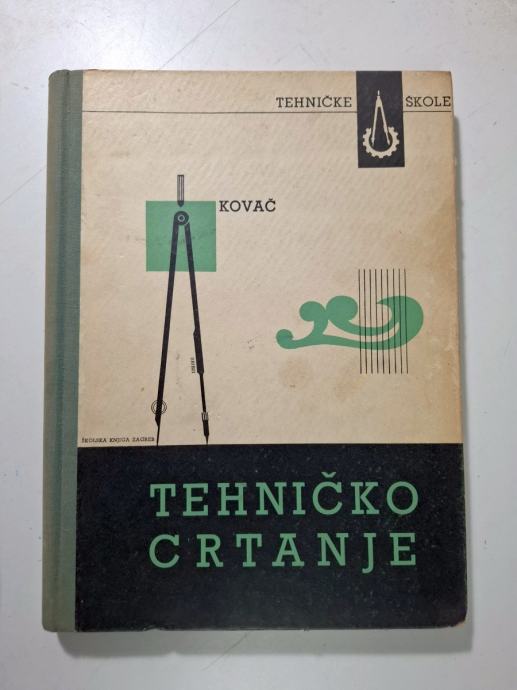 TEHNIČKE ŠKOLE
KOVAČ
ŠKOLSKA KNJIGA ZAGREB
TEHNIČKO
CRTANJE